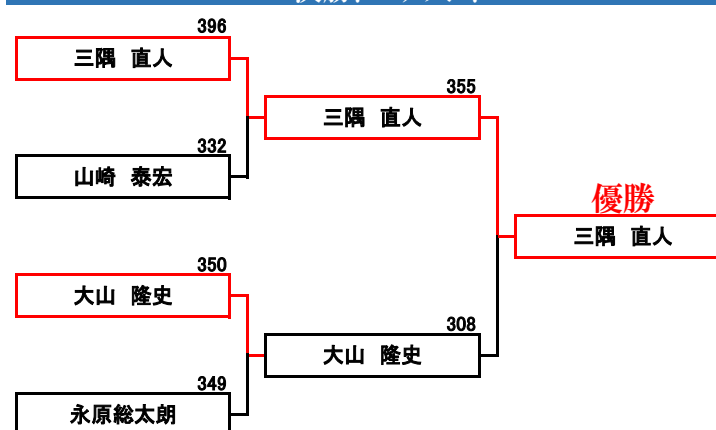 396
三隅 直人
355
三隅 直人
332
山崎 泰宏
優勝
三隅 直人
350
大山 隆史
308
大山 隆史
349
永原総太朗